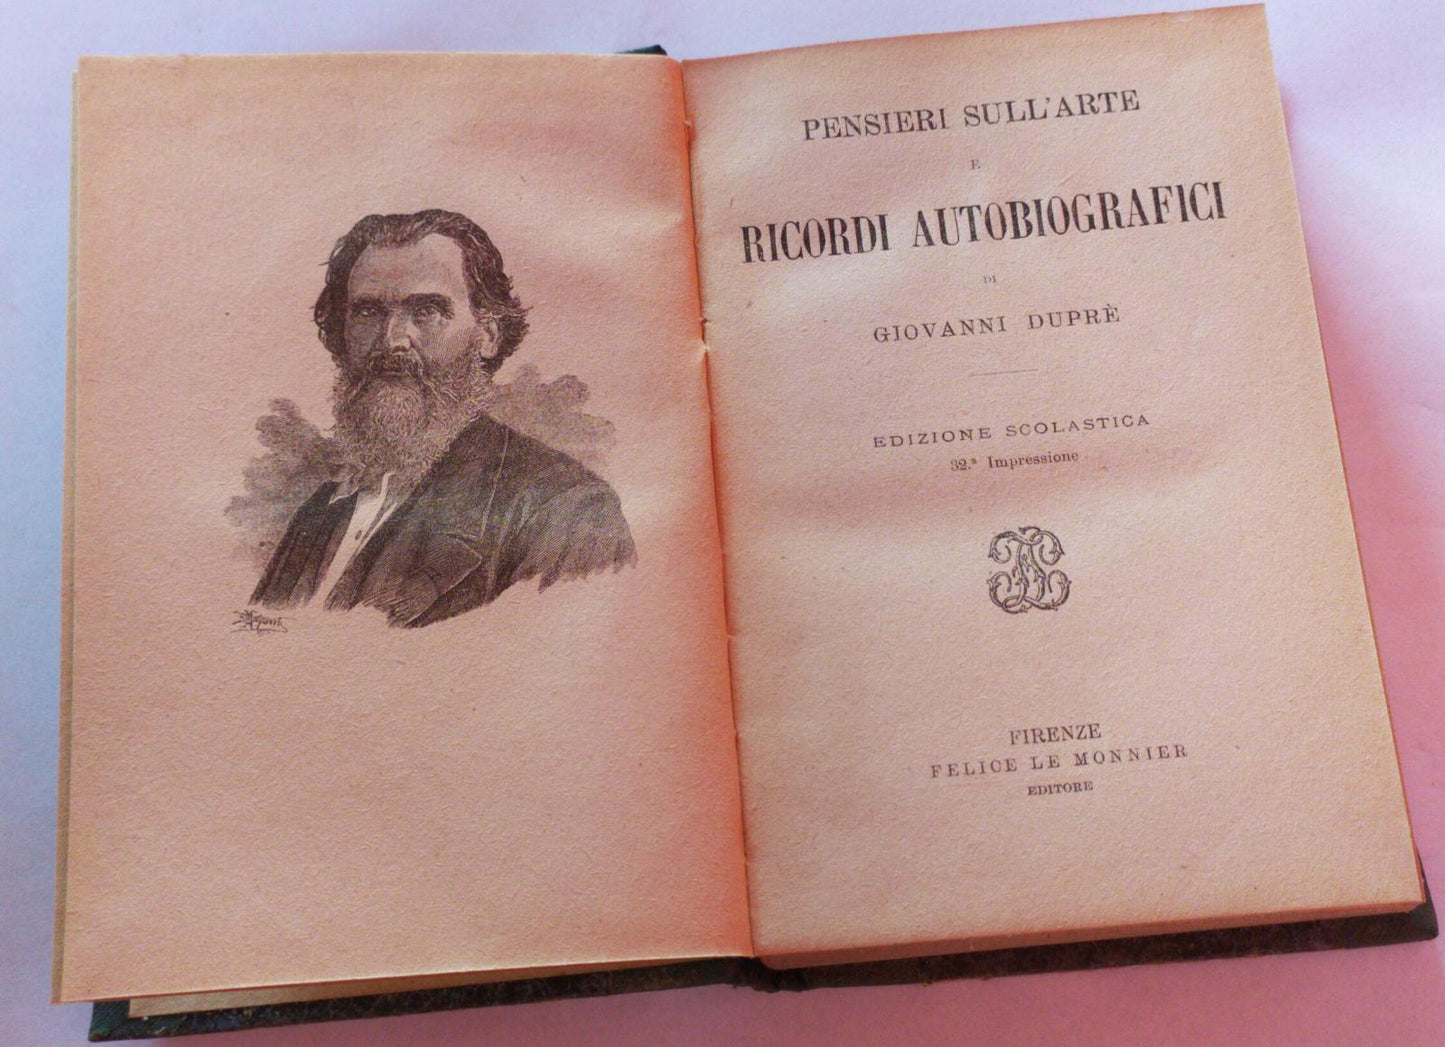 PENSIERI SULL'ARTE
E
RICORDI AUTOBIOGRAFICI
DI
GIOVANNI DUPRÈ
EDIZIONE SCOLASTICA
32.ª Impressione
FIRENZE
FELICE LE MONNIER
EDITORE